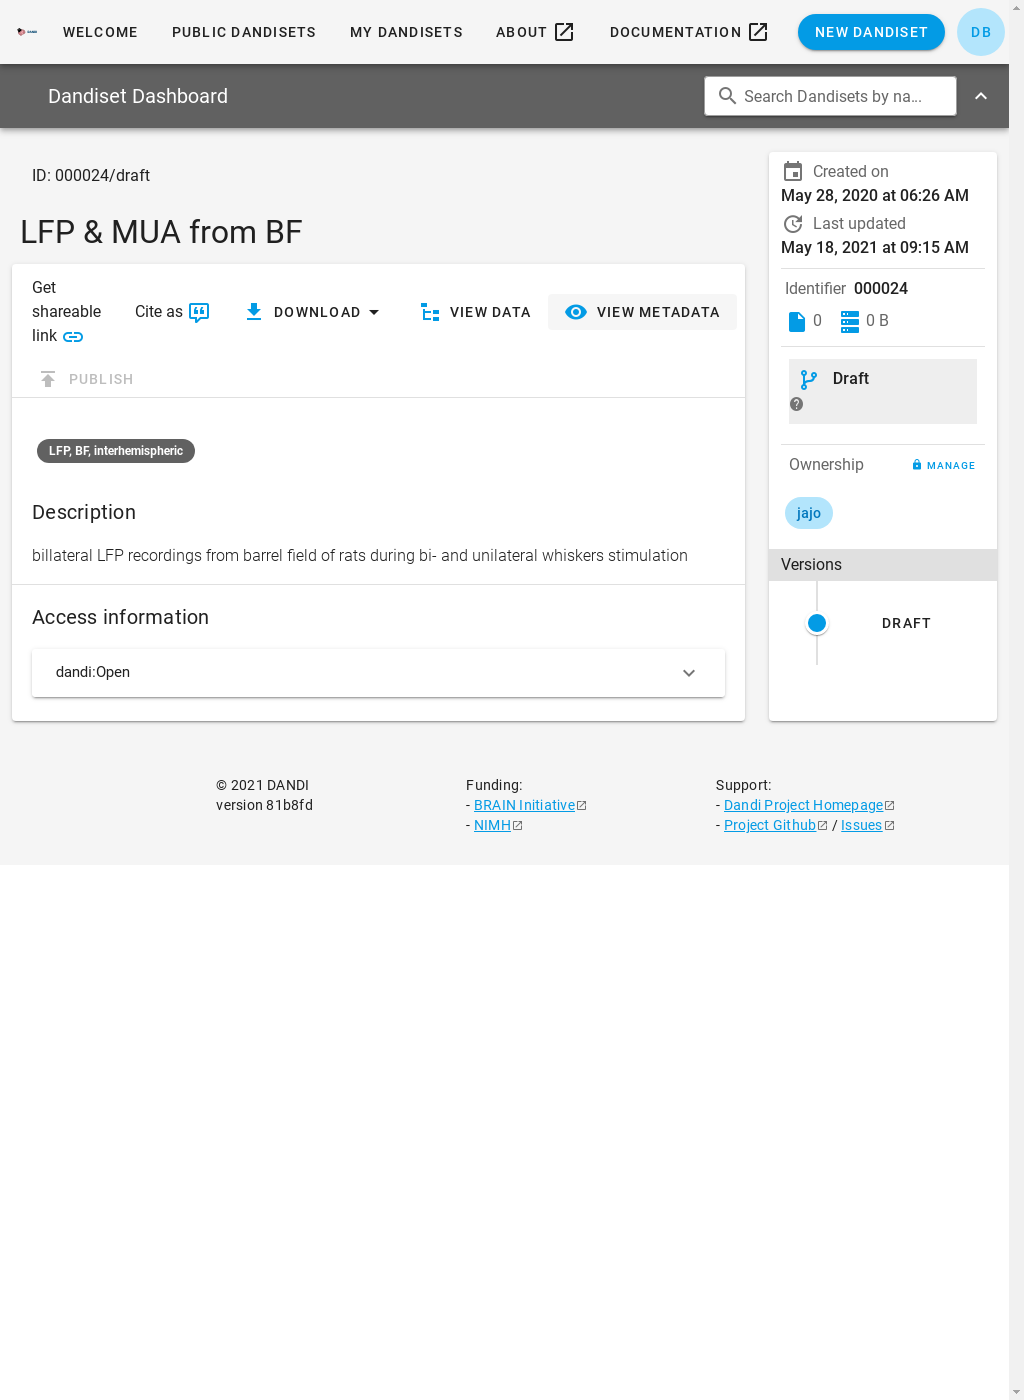 WELCOME
PUBLIC DANDISETS
MY DANDISETS
ABOUT
DOCUMENTATION
NEW DANDISET
DB
Dandiset Dashboard
Search Dandisets by na...
ID: 000024/draft
LFP & MUA from BF
Get
shareable
link
Cite as
DOWNLOAD
VIEW DATA
VIEW METADATA
PUBLISH
LFP, BF, interhemispheric
Description
billateral LFP recordings from barrel field of rats during bi- and unilateral whiskers stimulation
Access information
dandi:Open
Created on
May 28, 2020 at 06:26 AM
Last updated
May 18, 2021 at 09:15 AM
Identifier 000024
0
0 B
Draft
Ownership
MANAGE
jajo
Versions
DRAFT
© 2021 DANDI
version 81b8fd
Funding:
- BRAIN Initiative
- NIMH
Support:
- Dandi Project Homepage
- Project Github / Issues